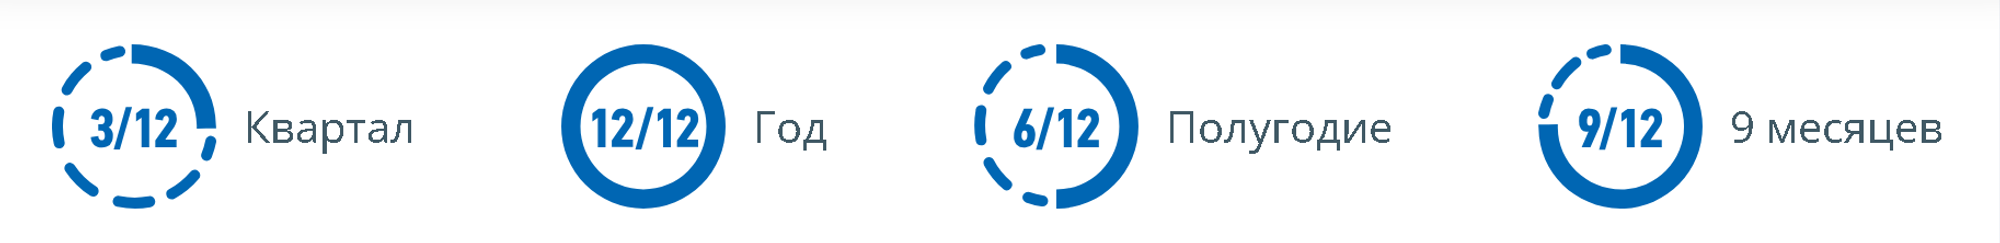 3/12 Квартал
12/12 Год
6/12 Полугодие
9/12 9 месяцев